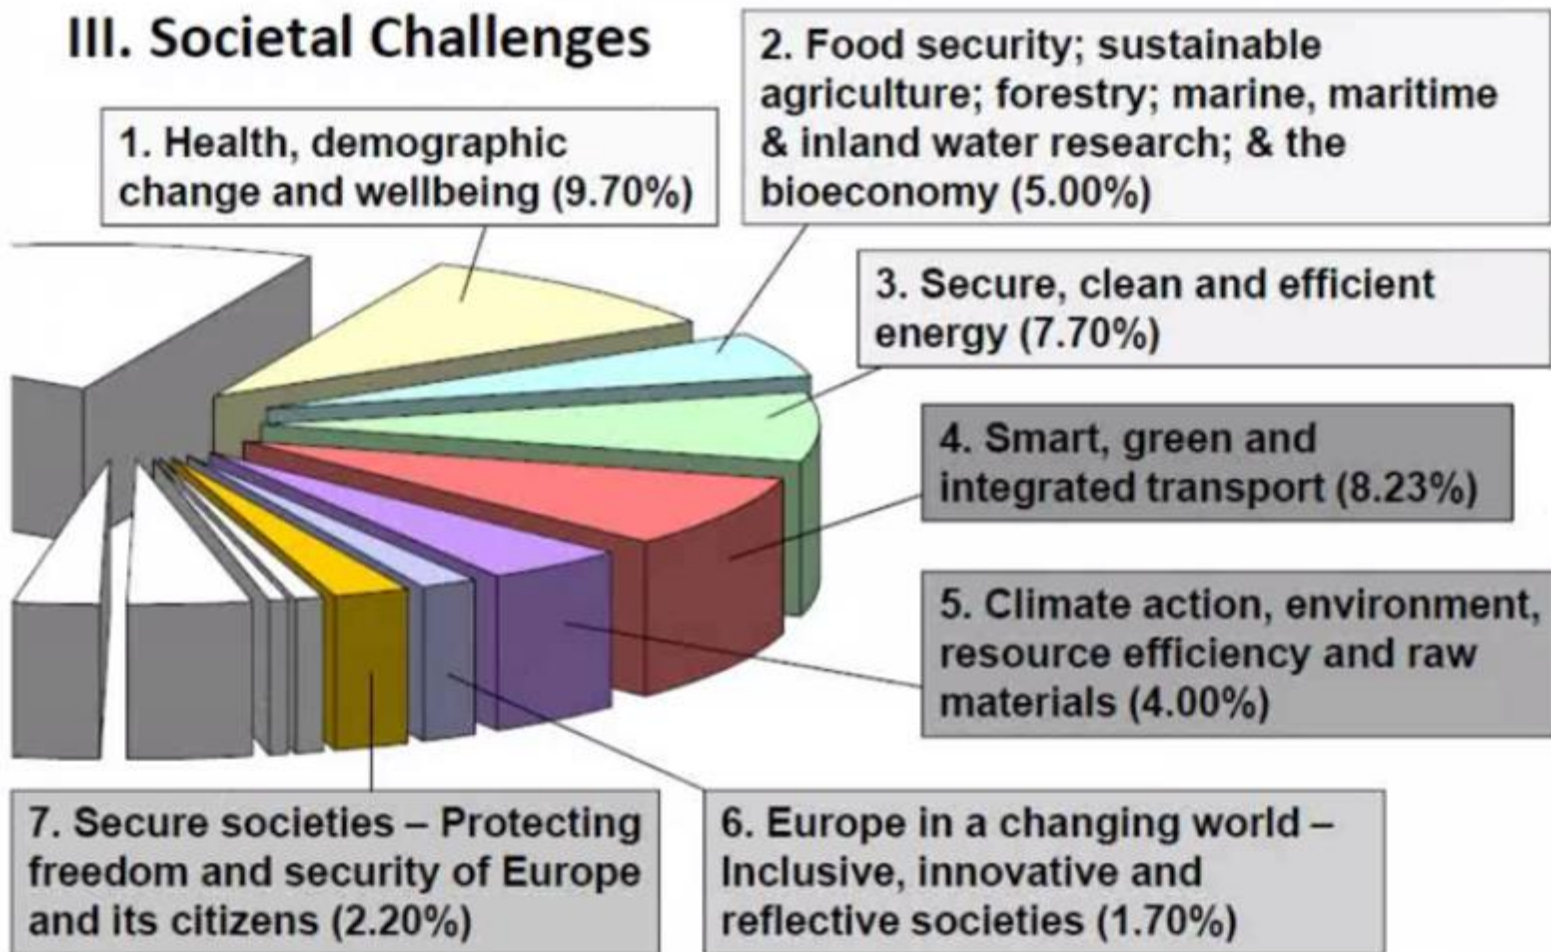 III. Societal Challenges
1. Health, demographic
change and wellbeing (9.70%)
2. Food security; sustainable
agriculture; forestry; marine, maritime
& inland water research; & the
bioeconomy (5.00%)
3. Secure, clean and efficient
energy (7.70%)
4. Smart, green and
integrated transport (8.23%)
5. Climate action, environment,
resource efficiency and raw
materials (4.00%)
6. Europe in a changing world –
Inclusive, innovative and
reflective societies (1.70%)
7. Secure societies – Protecting
freedom and security of Europe
and its citizens (2.20%)